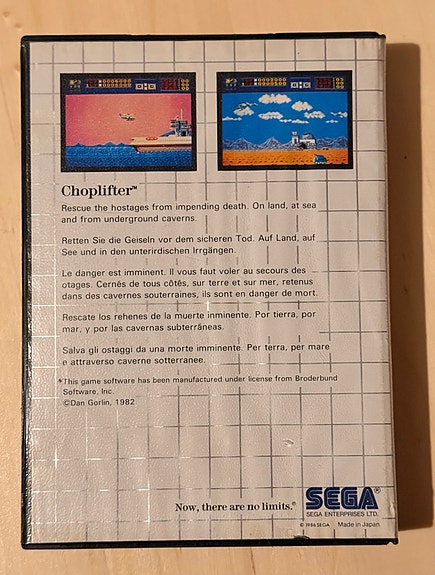 Choplifter™
Rescue the hostages from impending death. On land, at sea
and from underground caverns.
Retten Sie die Geiseln vor dem sicheren Tod. Auf Land, auf
See und in den unterirdischen Irrgängen.
Le danger est imminent. Il vous faut voler au secours des
otages. Cernés de tous côtés, sur terre et sur mer, retenus
dans des cavernes souterraines, ils sont en danger de mort.
Rescate los rehenes de la muerte inminente. Por tierra, por
mar, y por las cavernas subterrâneas.
Salva gli ostaggi da una morte imminente. Per terra, per mare
e attraverso caverne sotterranee.
*This game software has been manufactured under license from Broderbund
Software, Inc.
©Dan Gorlin, 1982
Now, there are no limits.®
SEGA®
SEGA ENTERPRISES LTD.
© 1986 SEGA Made in Japan